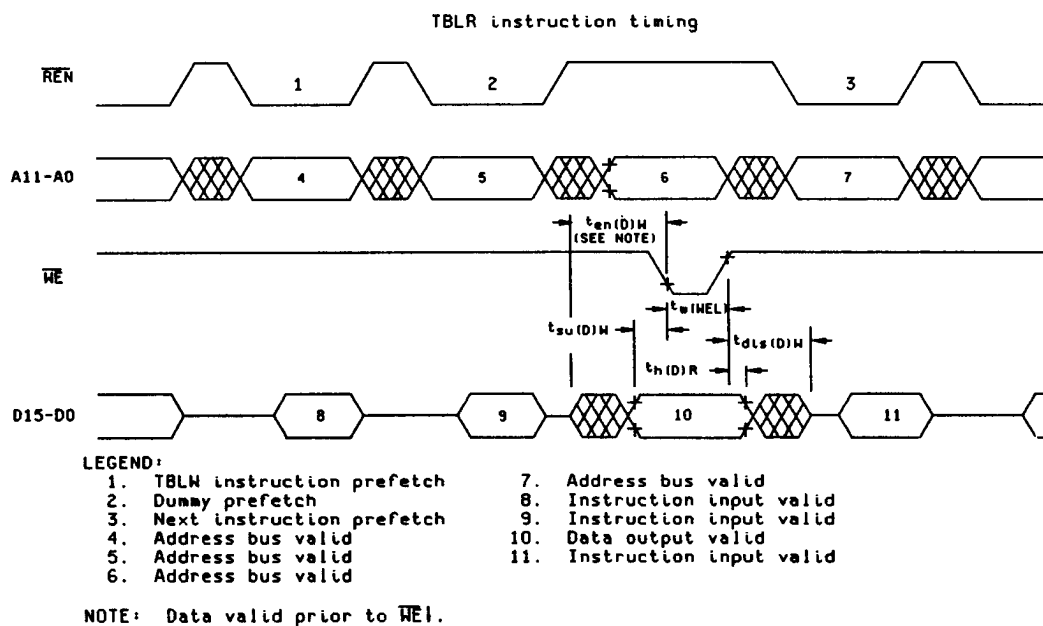 TBLR instruction timing
REN
1
2
3
A11-A0
4
5
6
7
ten(D)W
(SEE NOTE)
WE
tw(WEL)
tsu(D)W
tdis(D)W
th(D)R
D15-D0
8
9
10
11
LEGEND:
1. TBLW instruction prefetch
2. Dummy prefetch
3. Next instruction prefetch
4. Address bus valid
5. Address bus valid
6. Address bus valid
7. Address bus valid
8. Instruction input valid
9. Instruction input valid
10. Data output valid
11. Instruction input valid
NOTE: Data valid prior to WE↓.